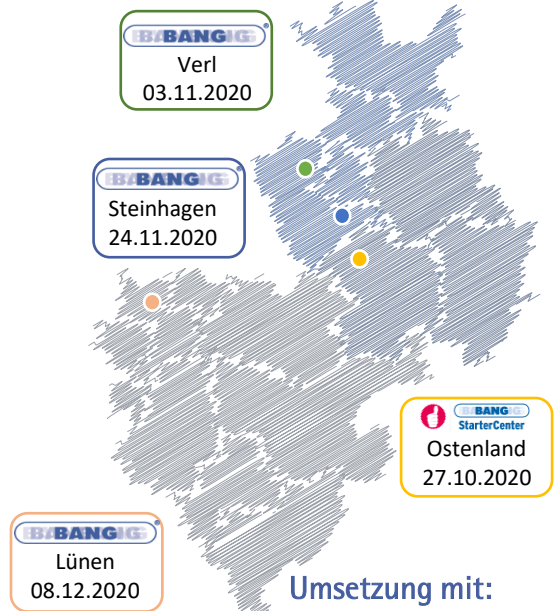 BANG
Verl
03.11.2020
BANG
Steinhagen
24.11.2020
BANG
StarterCenter
Ostenland
27.10.2020
BANG
Lünen
08.12.2020
Umsetzung mit: